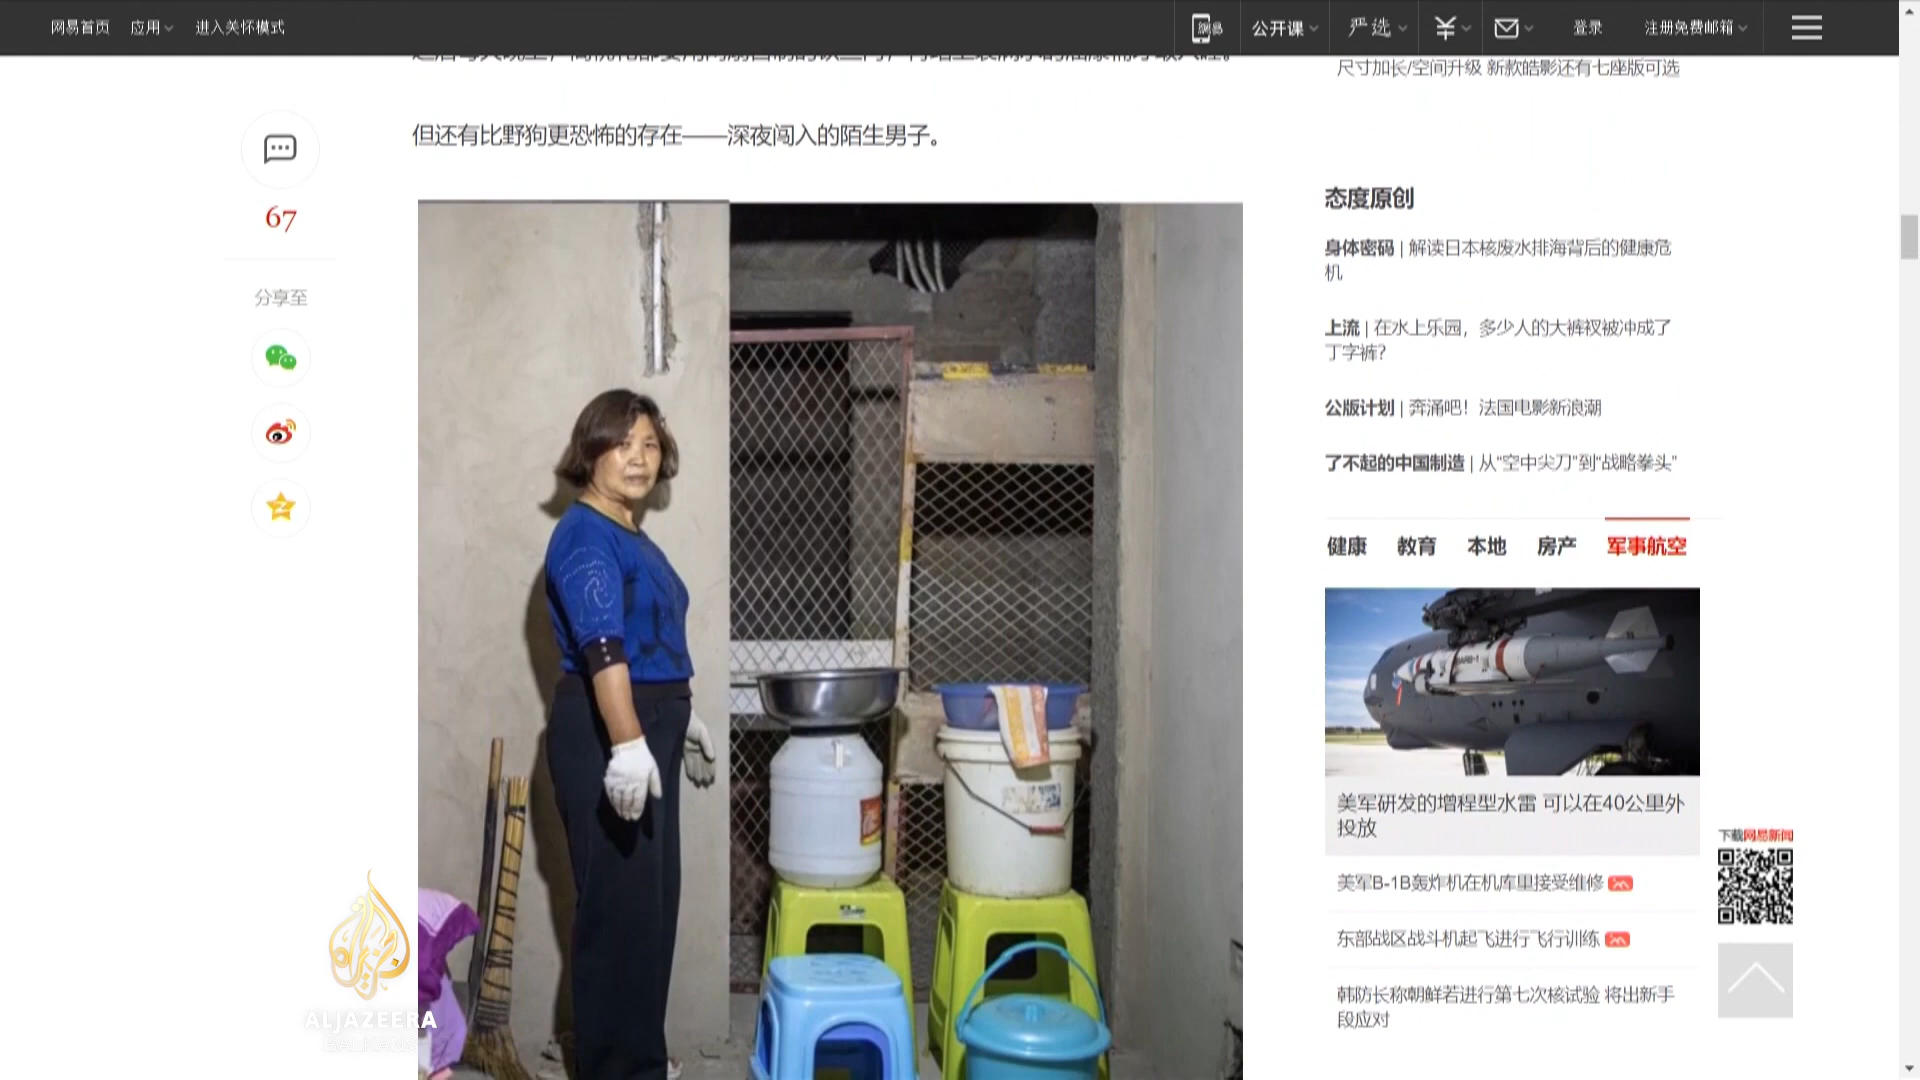 网易首页 应用 进入关怀模式 公开课 严选 登录 注册免费邮箱
尺寸加长/空间升级 新款皓影还有七座版可选
但还有比野狗更恐怖的存在——深夜闯入的陌生男子。
67
分享至
态度原创
身体密码 | 解读日本核废水排海背后的健康危
机
上流 | 在水上乐园，多少人的大裤衩被冲成了
丁字裤？
公版计划 | 奔涌吧！法国电影新浪潮
了不起的中国制造 | 从“空中尖刀”到“战略拳头”
健康 教育 本地 房产 军事航空
美军研发的增程型水雷 可以在40公里外
投放
美军B-1B轰炸机在机库里接受维修
东部战区战斗机起飞进行飞行训练
韩防长称朝鲜若进行第七次核试验 将出新手
段应对
下载网易新闻
ALJAZEERA
BALKANS